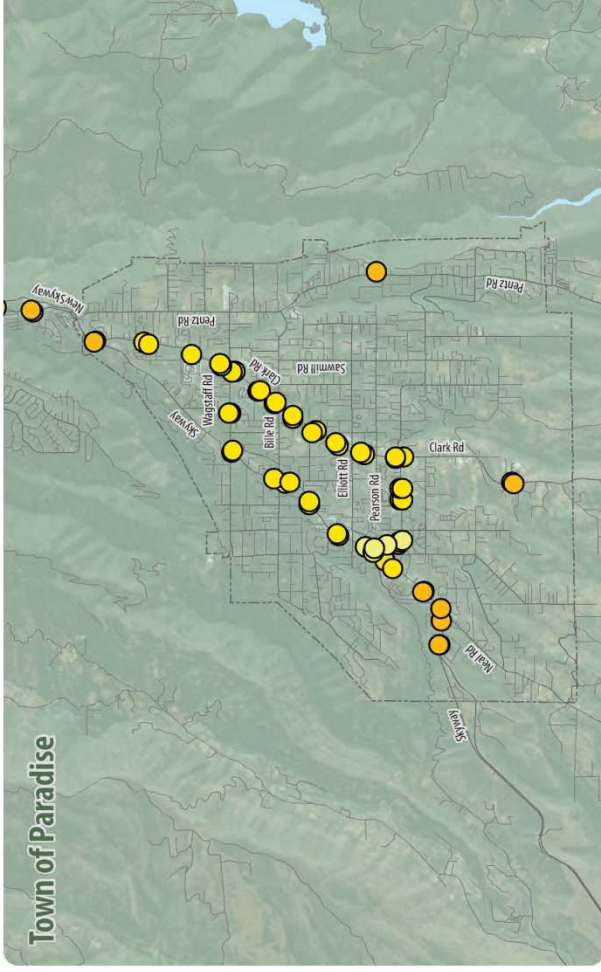 Town of Paradise
New Skyway
Pentz Rd
Wagstaff Rd
Skyway
Clark Rd
Sawmill Rd
Bille Rd
Pentz Rd
Elliott Rd
Clark Rd
Pearson Rd
Neal Rd
Skyway